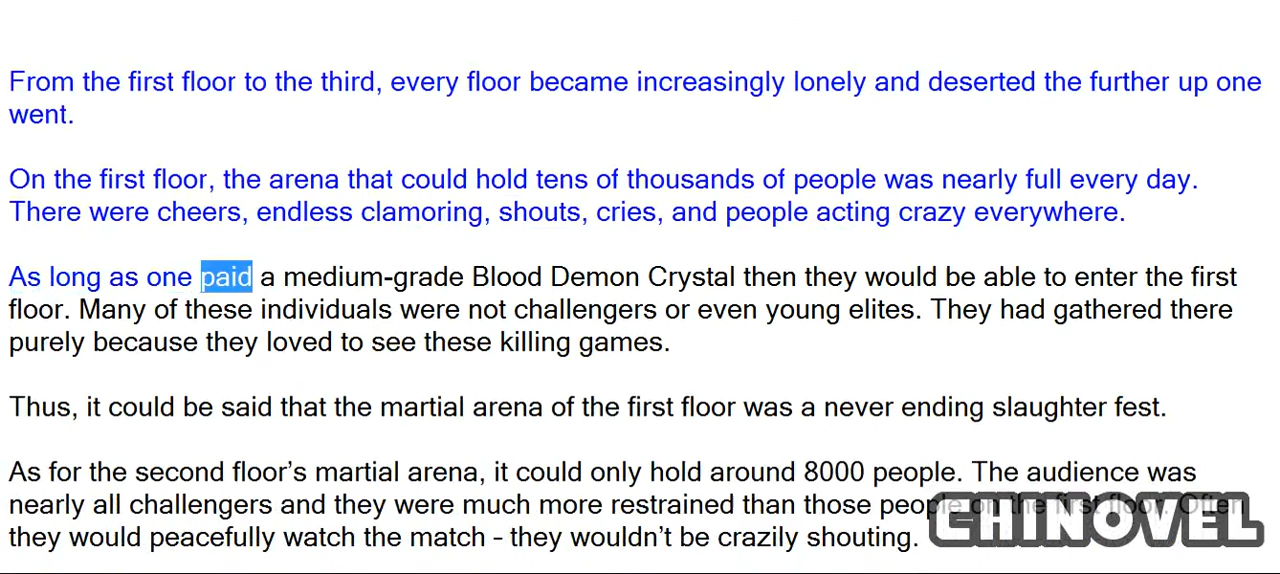 From the first floor to the third, every floor became increasingly lonely and deserted the further up one
went.
On the first floor, the arena that could hold tens of thousands of people was nearly full every day.
There were cheers, endless clamoring, shouts, cries, and people acting crazy everywhere.
As long as one paid a medium-grade Blood Demon Crystal then they would be able to enter the first
floor. Many of these individuals were not challengers or even young elites. They had gathered there
purely because they loved to see these killing games.
Thus, it could be said that the martial arena of the first floor was a never ending slaughter fest.
As for the second floor’s martial arena, it could only hold around 8000 people. The audience was
nearly all challengers and they were much more restrained than those people on the first floor. Often
they would peacefully watch the match – they wouldn’t be crazily shouting.
CHINOVEL